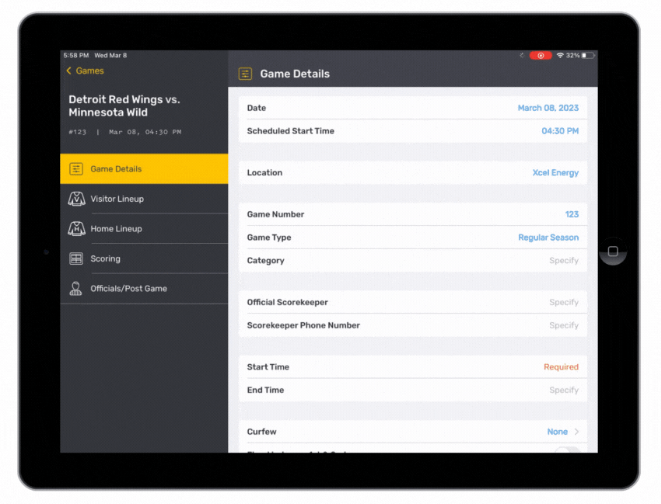 5:58 PM Wed Mar 8
32%
Games
Game Details
Detroit Red Wings vs.
Minnesota Wild
#123 | Mar 08, 04:30 PM
Game Details
Visitor Lineup
Home Lineup
Scoring
Officials/Post Game
Date March 08, 2023
Scheduled Start Time 04:30 PM
Location Xcel Energy
Game Number 123
Game Type Regular Season
Category Specify
Official Scorekeeper Specify
Scorekeeper Phone Number Specify
Start Time Required
End Time Specify
Curfew None